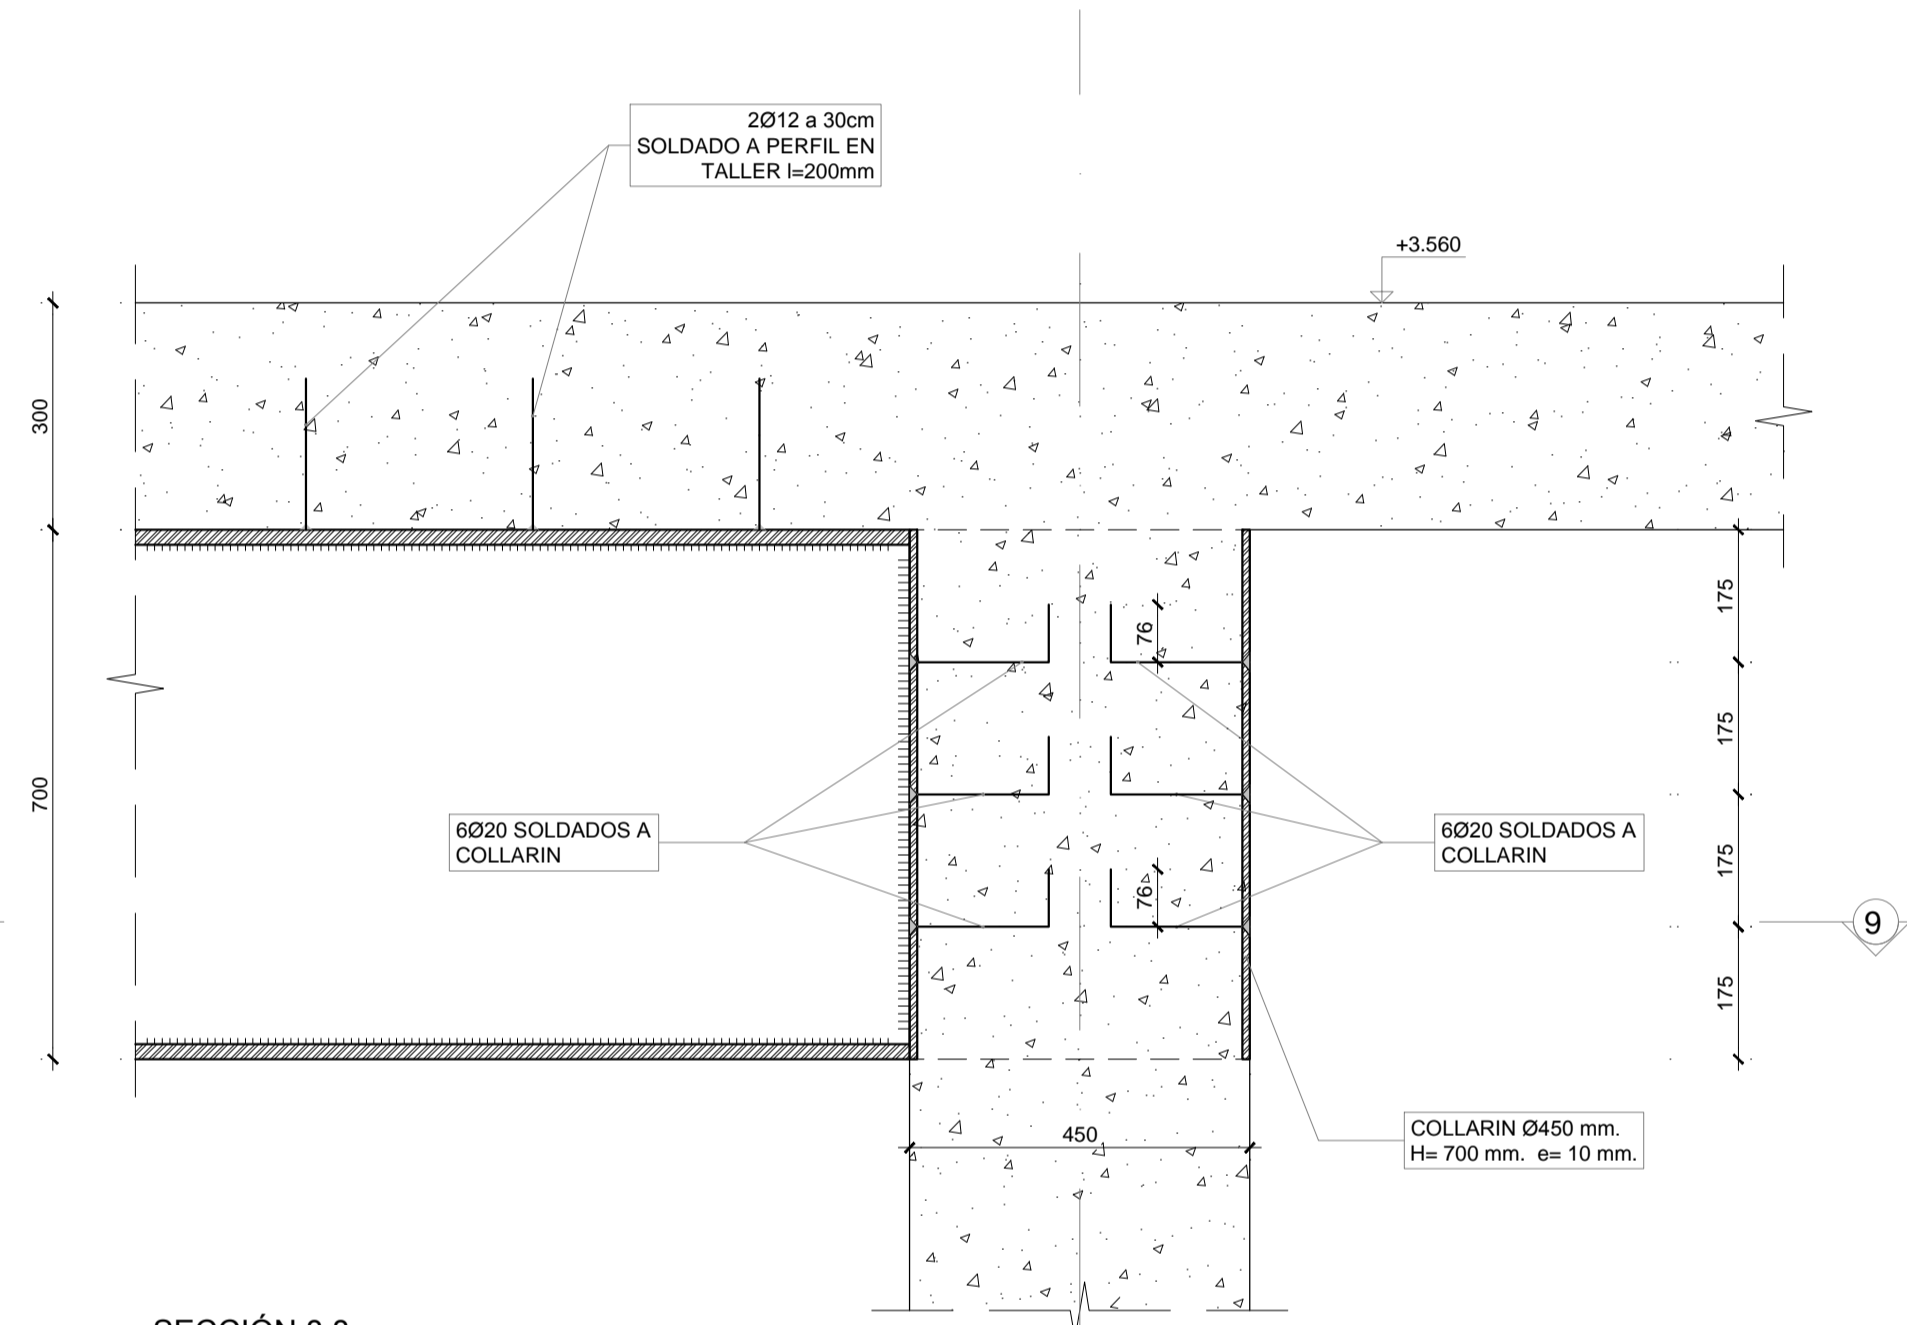 2Ø12 a 30cm
SOLDADO A PERFIL EN
TALLER l=200mm
+3.560
300
175
76
175
700
6Ø20 SOLDADOS A
COLLARIN
6Ø20 SOLDADOS A
COLLARIN
175
76
9
175
450
COLLARIN Ø450 mm.
H= 700 mm. e= 10 mm.
SECCIÓN